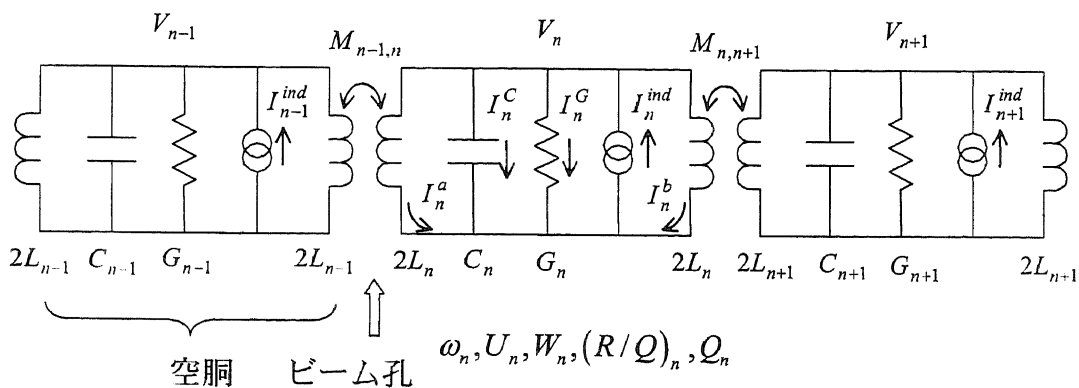 V_{n-1} M_{n-1,n} V_n M_{n,n+1} V_{n+1}
I_{n-1}^{ind} I_n^C I_n^G I_n^{ind} I_{n+1}^{ind}
I_n^a I_n^b
2L_{n-1} C_{n-1} G_{n-1} 2L_{n-1} 2L_n C_n G_n 2L_n 2L_{n+1} C_{n+1} G_{n+1} 2L_{n+1}
空胴 ビーム孔 ω_n, U_n, W_n, (R/Q)_n, Q_n